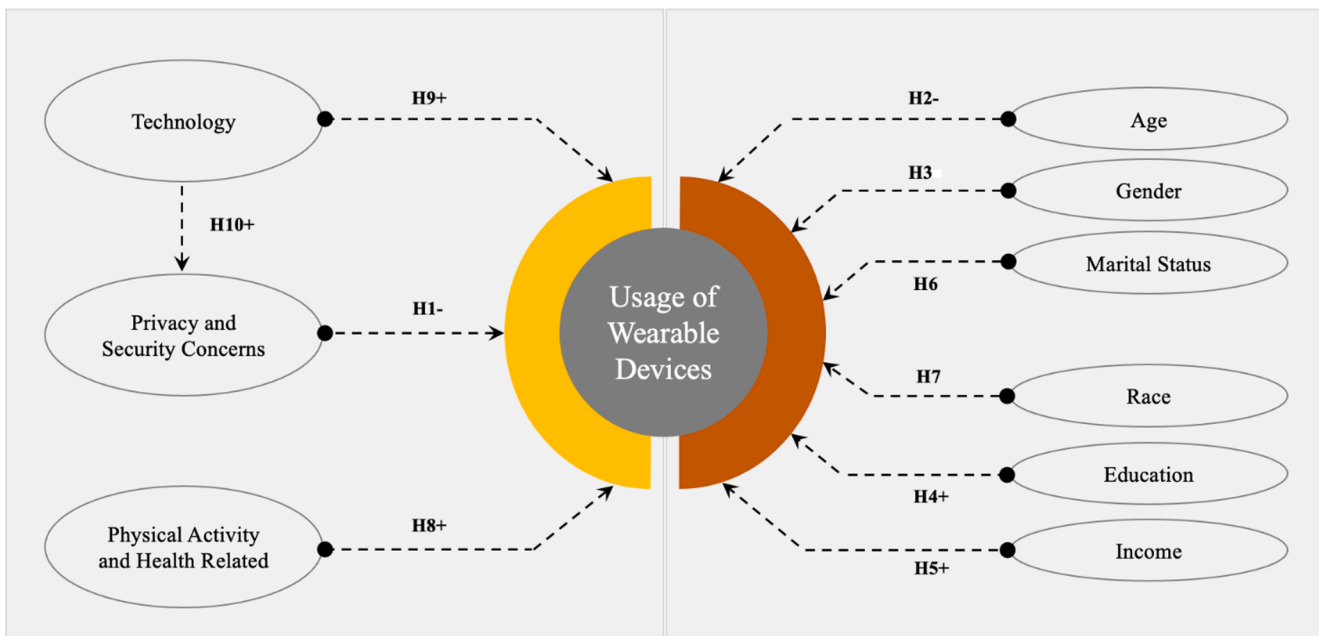 Technology
H9+
H10+
Privacy and
Security Concerns
H1-
Physical Activity
and Health Related
H8+
Usage of
Wearable
Devices
H2-
Age
H3
Gender
H6
Marital Status
H7
Race
H4+
Education
H5+
Income